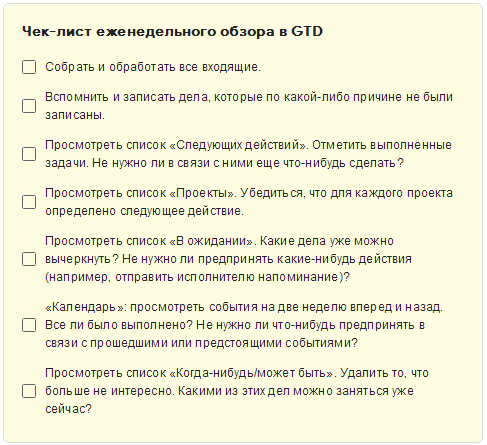 Чек-лист еженедельного обзора в GTD
Собрать и обработать все входящие.
Вспомнить и записать дела, которые по какой-либо причине не были
записаны.
Просмотреть список «Следующих действий». Отметить выполненные
задачи. Не нужно ли в связи с ними еще что-нибудь сделать?
Просмотреть список «Проекты». Убедиться, что для каждого проекта
определено следующее действие.
Просмотреть список «В ожидании». Какие дела уже можно
вычеркнуть? Не нужно ли предпринять какие-нибудь действия
(например, отправить исполнителю напоминание)?
«Календарь»: просмотреть события на две неделю вперед и назад.
Все ли было выполнено? Не нужно ли что-нибудь предпринять в
связи с прошедшими или предстоящими событиями?
Просмотреть список «Когда-нибудь/может быть». Удалить то, что
больше не интересно. Какими из этих дел можно заняться уже
сейчас?